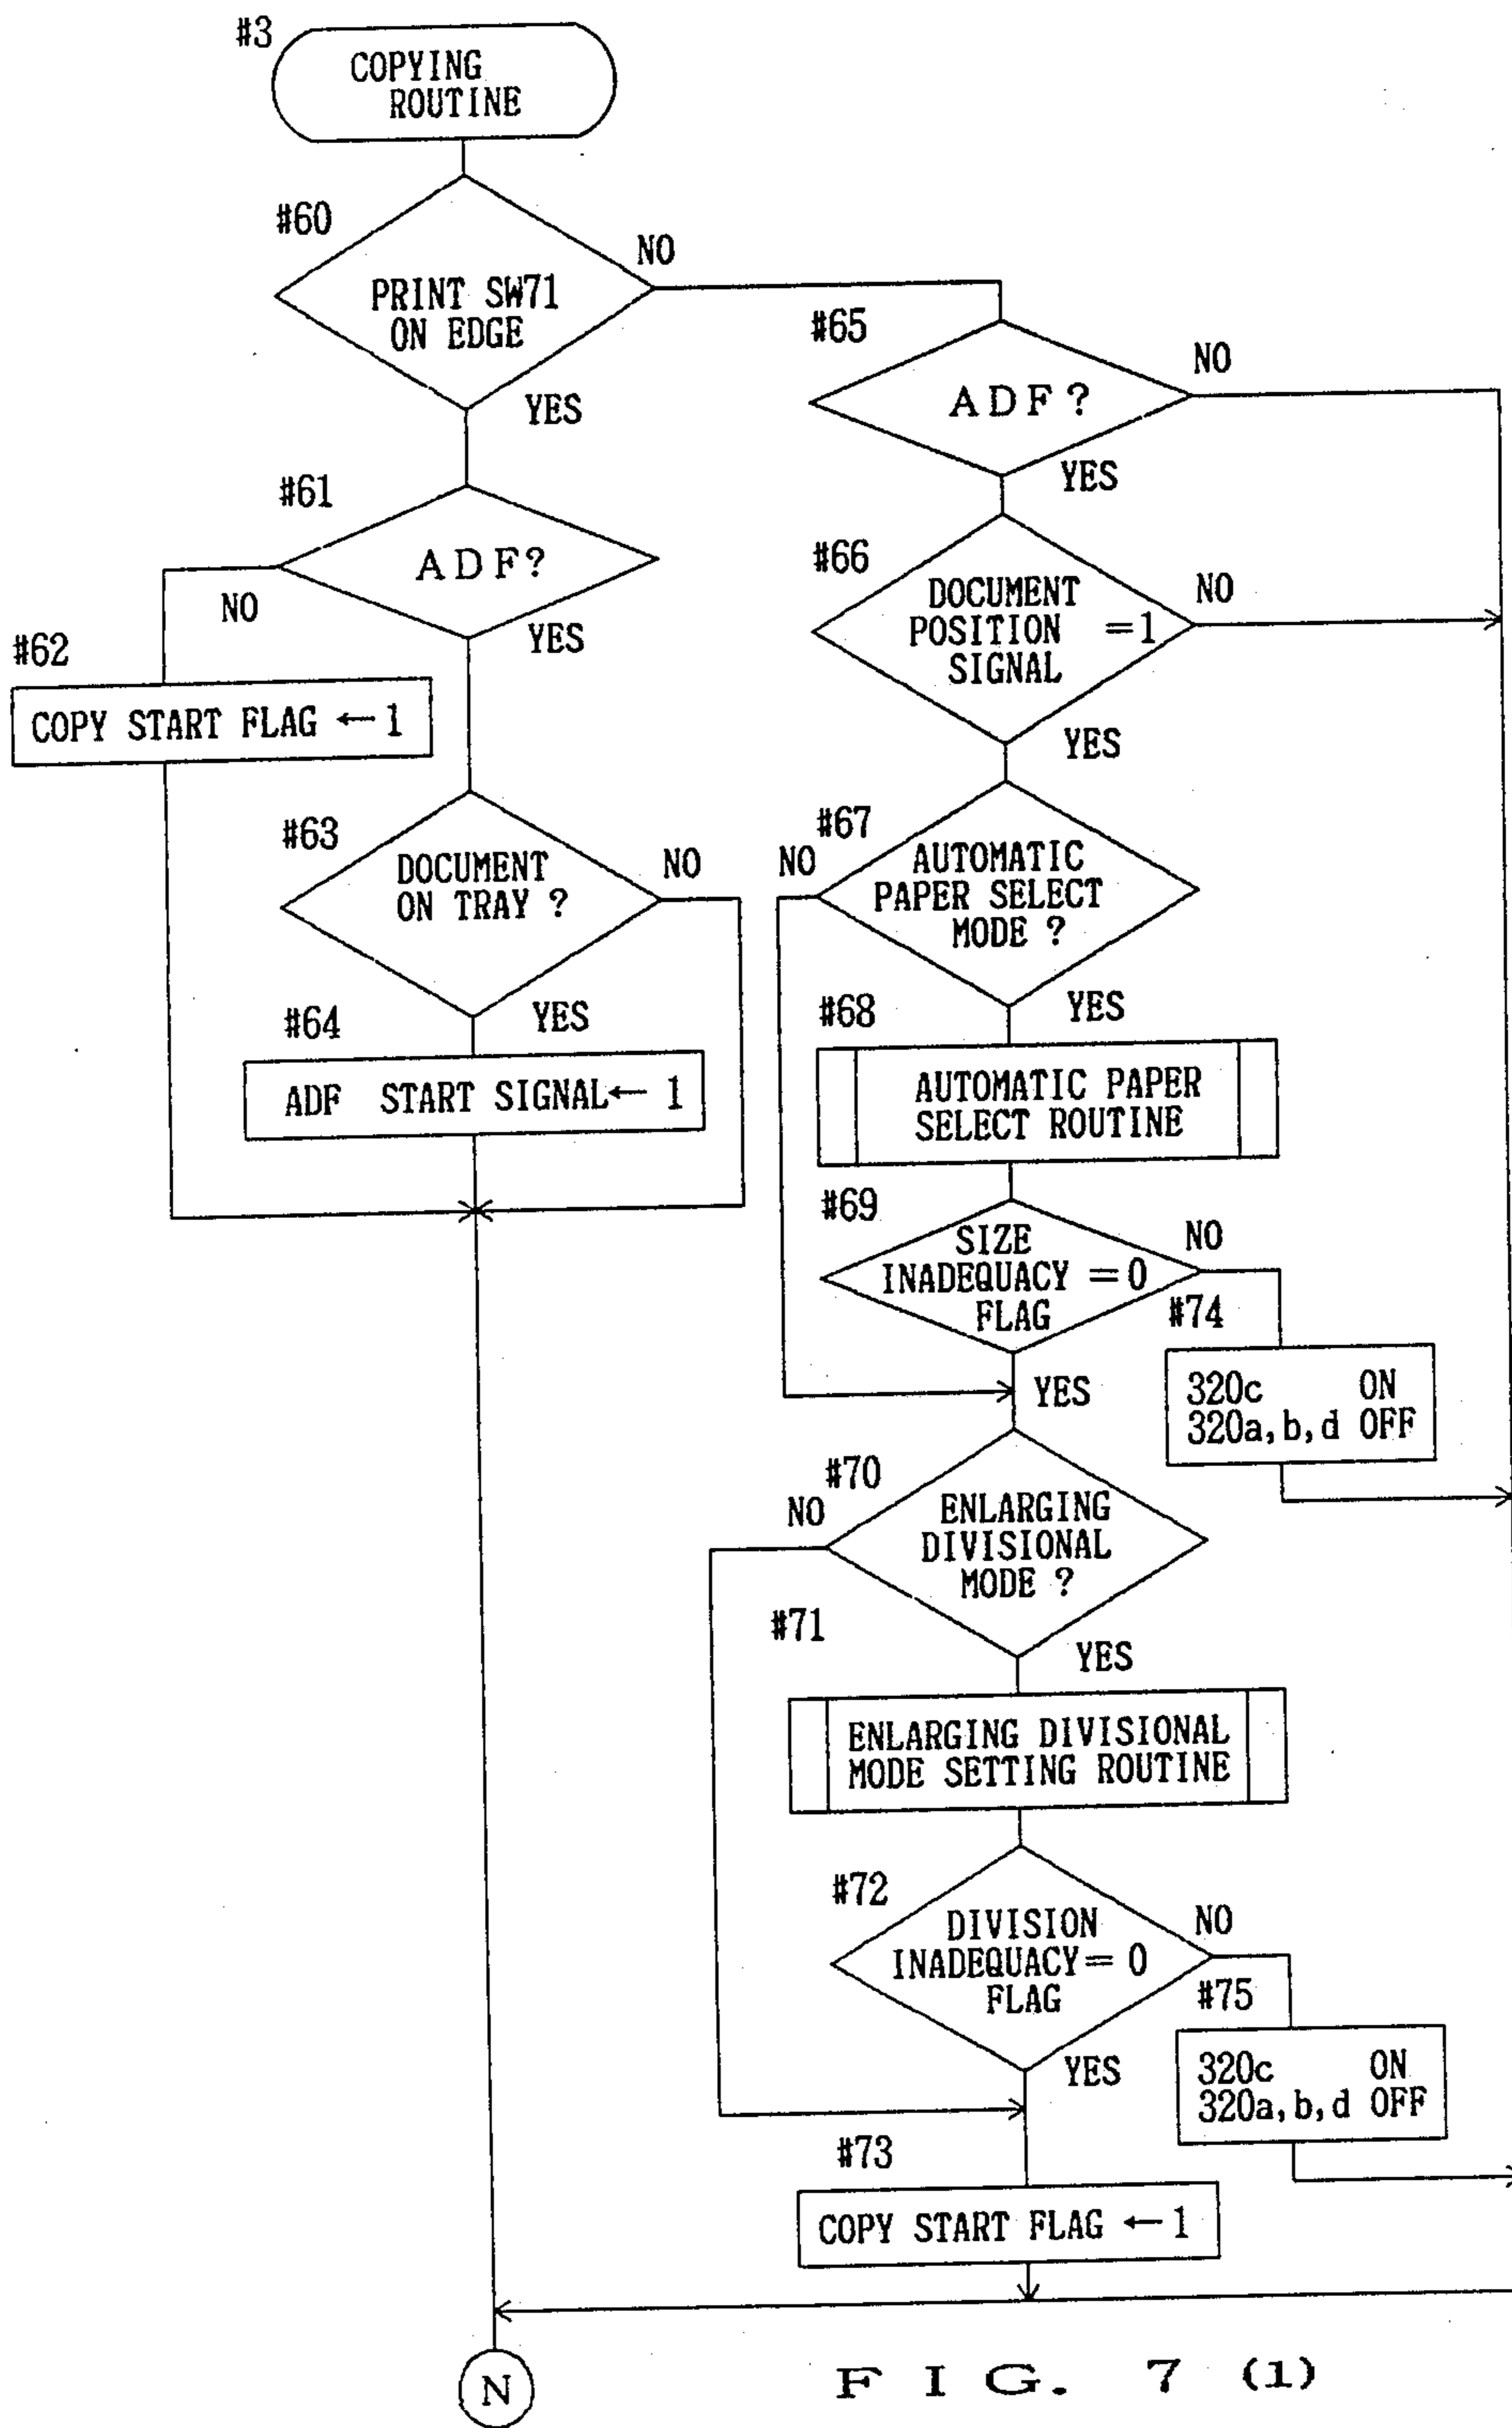 #3
COPYING
ROUTINE
#60
PRINT SW71
ON EDGE
NO
YES
#61
ADF?
NO
YES
#62
COPY START FLAG ← 1
#63
DOCUMENT
ON TRAY ?
NO
YES
#64
ADF START SIGNAL ← 1
#65
ADF?
NO
YES
#66
DOCUMENT
POSITION = 1
SIGNAL
NO
YES
#67
NO
AUTOMATIC
PAPER SELECT
MODE ?
YES
#68
AUTOMATIC PAPER
SELECT ROUTINE
#69
SIZE
INADEQUACY = 0
FLAG
NO
YES
#74
320c ON
320a, b, d OFF
#70
NO
ENLARGING
DIVISIONAL
MODE ?
YES
#71
ENLARGING DIVISIONAL
MODE SETTING ROUTINE
#72
DIVISION
INADEQUACY = 0
FLAG
NO
YES
#75
320c ON
320a, b, d OFF
#73
COPY START FLAG ← 1
N
FIG. 7 (1)